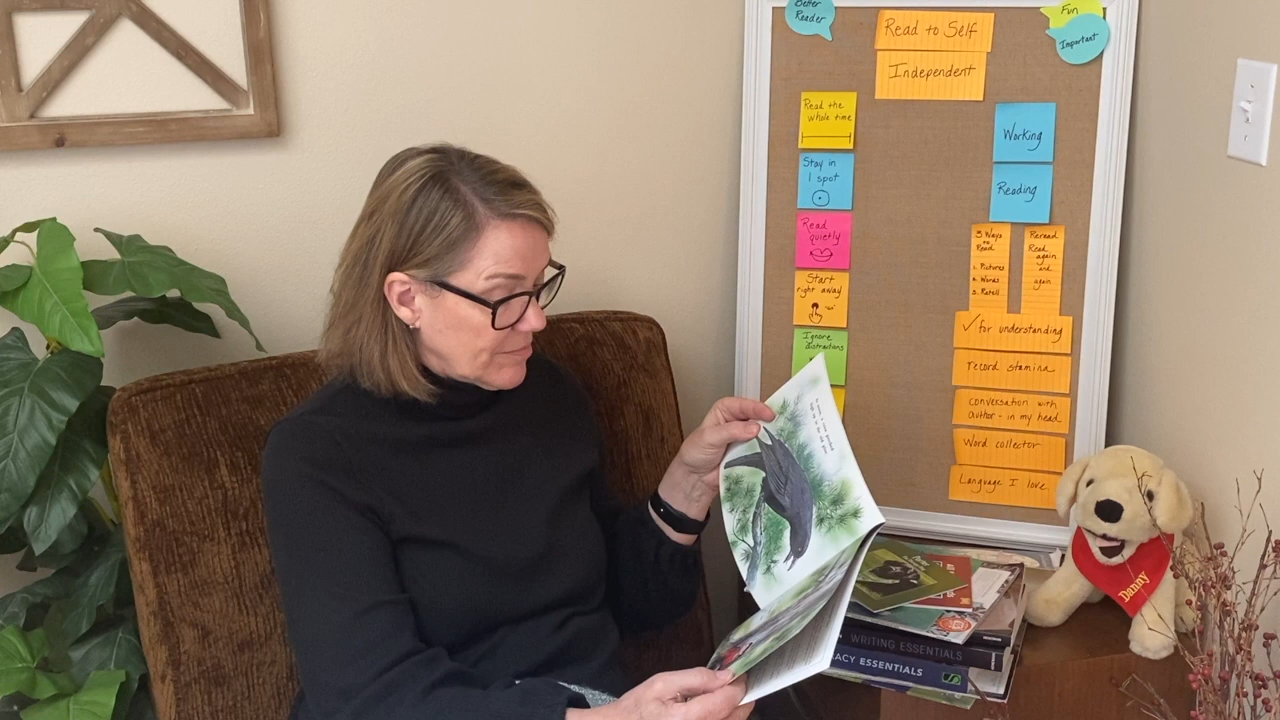 Better
Reader
Fun
Important
Read to Self
Independent
Read the
whole time
Stay in
1 spot
Read
quietly
Start
right away
Ignore
distractions
Working
Reading
3 Ways
to
Read
1. Pictures
2. Words
3. Retell
Reread
Read
again
and
again
✓ for understanding
record stamina
conversation with
author - in my head
Word collector
Language I love
WRITING ESSENTIALS
ACY ESSENTIALS
Danny